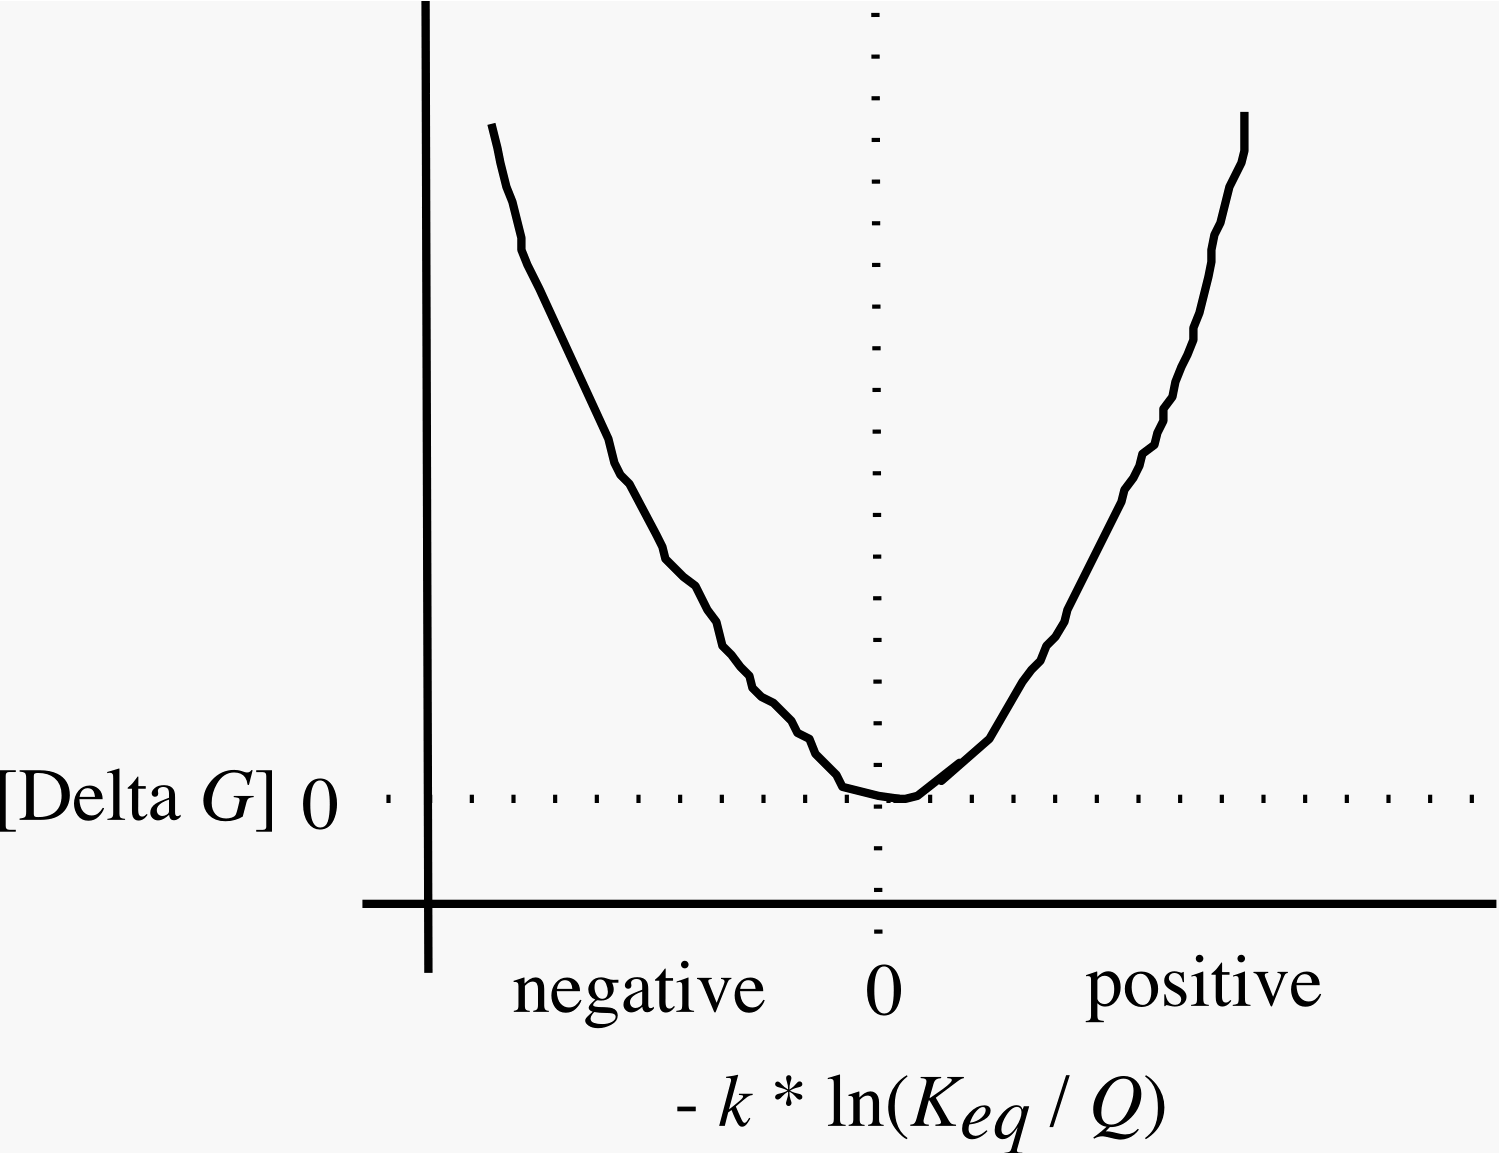 [Delta G] 0
negative 0 positive
- k * ln(Keq / Q)